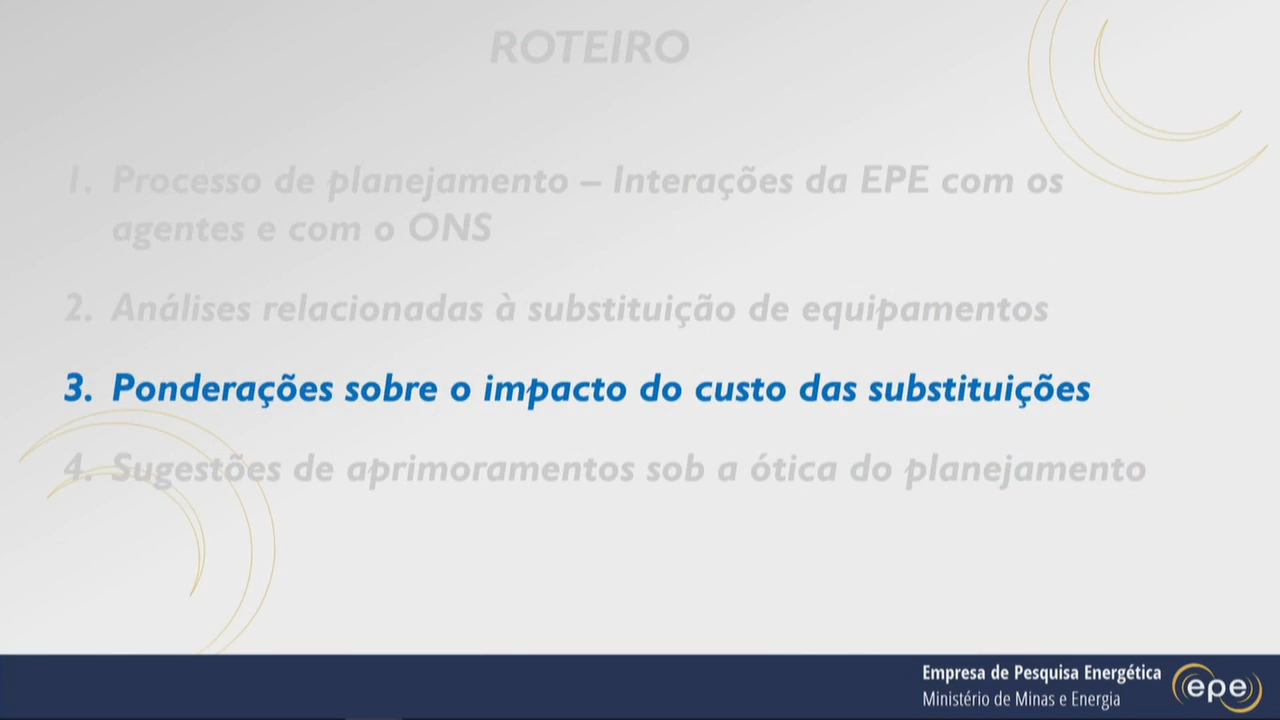 ROTEIRO
1. Processo de planejamento – Interações da EPE com os
agentes e com o ONS
2. Análises relacionadas à substituição de equipamentos
3. Ponderações sobre o impacto do custo das substituições
4. Sugestões de aprimoramentos sob a ótica do planejamento
Empresa de Pesquisa Energética
Ministério de Minas e Energia
epe